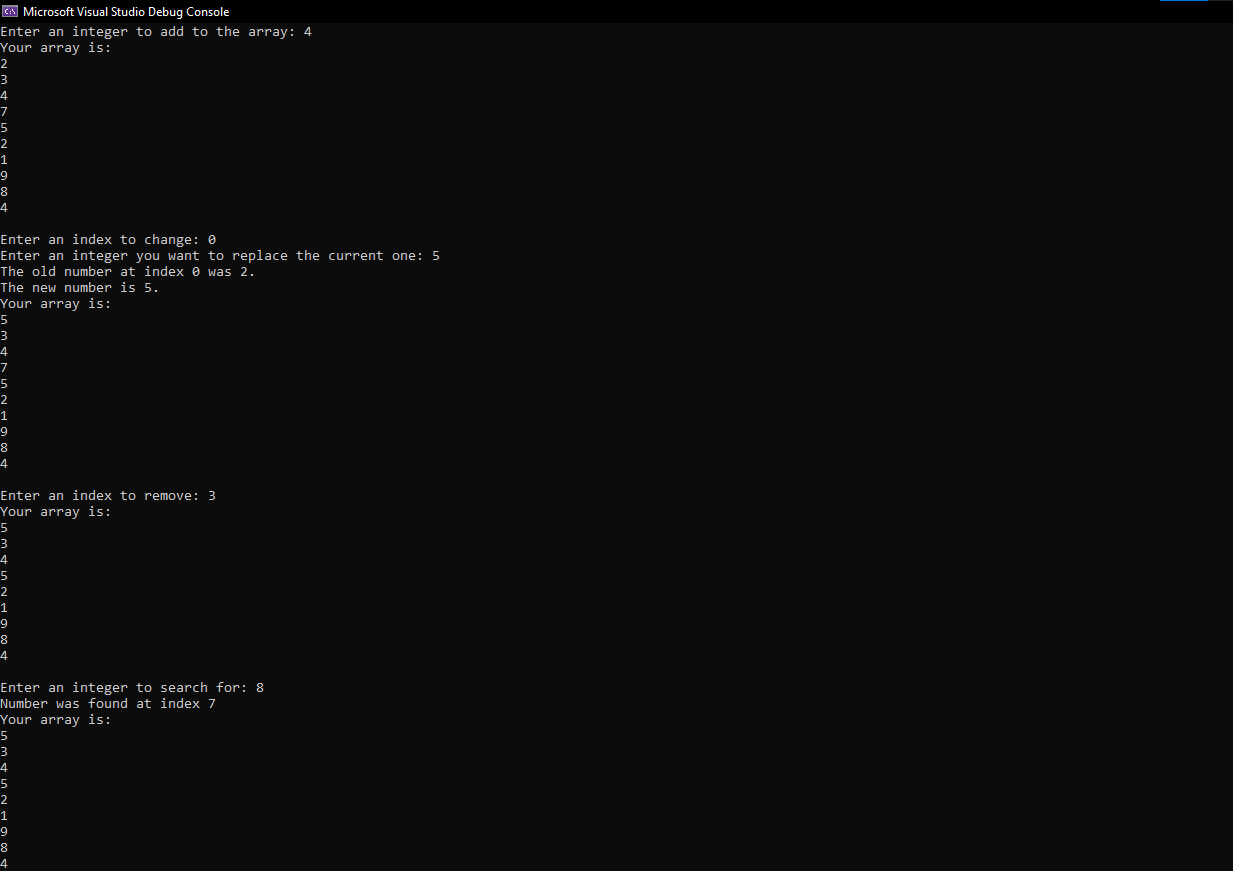 Microsoft Visual Studio Debug Console
Enter an integer to add to the array: 4
Your array is:
2
3
4
7
5
2
1
9
8
4
Enter an index to change: 0
Enter an integer you want to replace the current one: 5
The old number at index 0 was 2.
The new number is 5.
Your array is:
5
3
4
7
5
2
1
9
8
4
Enter an index to remove: 3
Your array is:
5
3
4
5
2
1
9
8
4
Enter an integer to search for: 8
Number was found at index 7
Your array is:
5
3
4
5
2
1
9
8
4